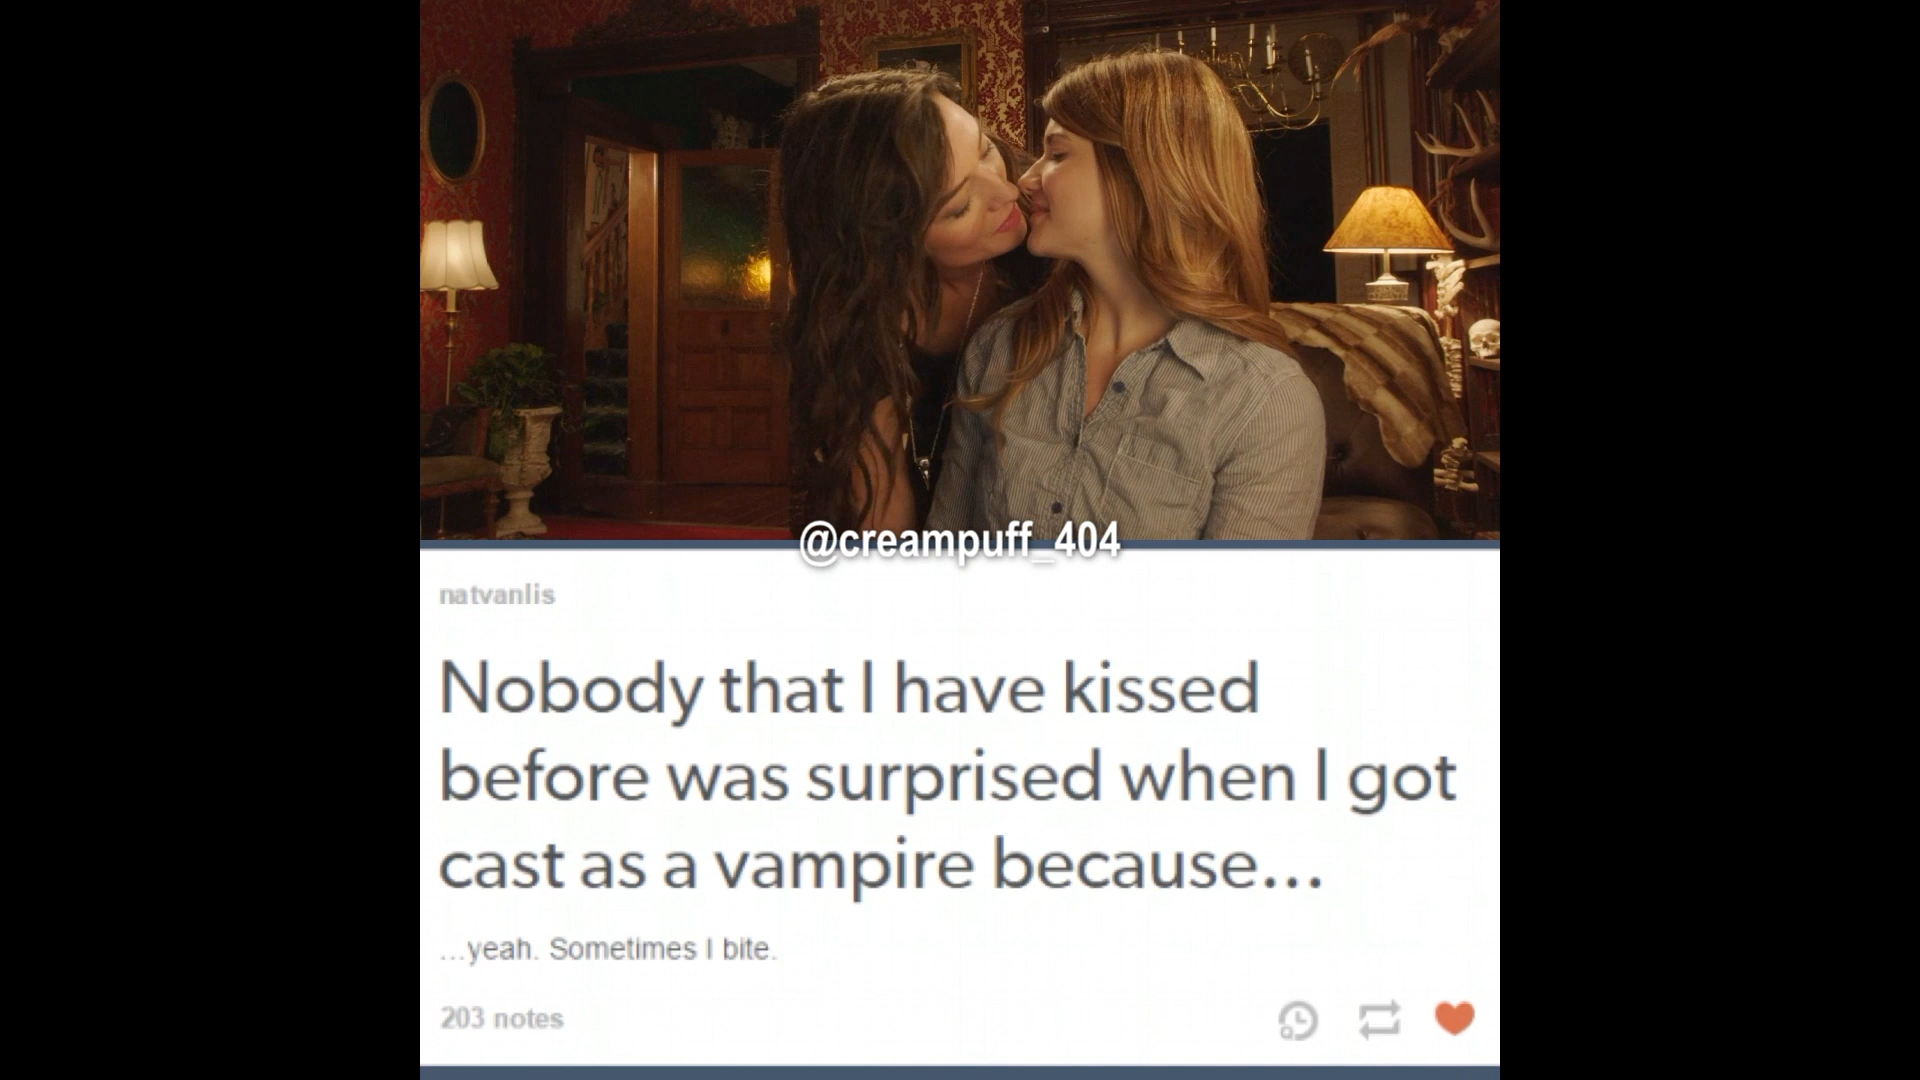 @creampuff_404
natvanlis
Nobody that I have kissed
before was surprised when I got
cast as a vampire because...
...yeah. Sometimes I bite.
203 notes